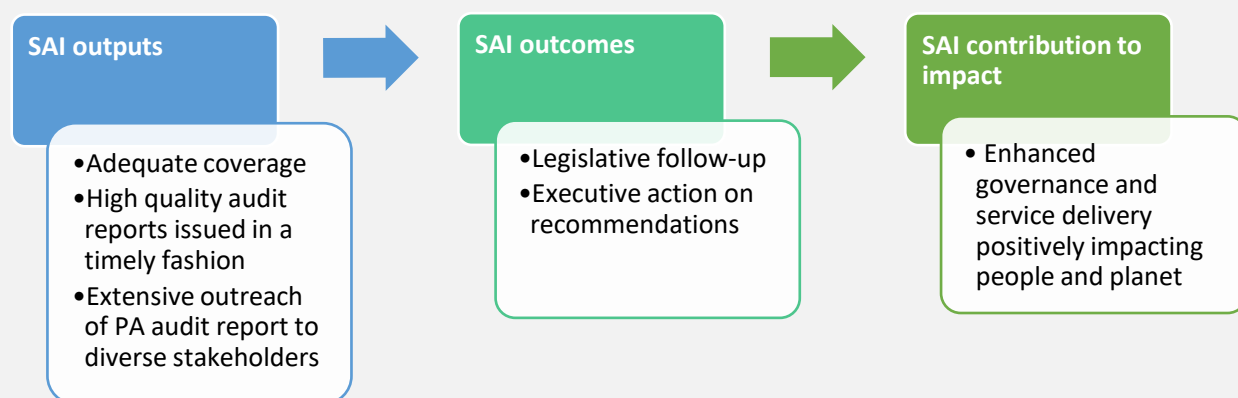 SAI outputs
•Adequate coverage
•High quality audit
reports issued in a
timely fashion
•Extensive outreach
of PA audit report to
diverse stakeholders
SAI outcomes
•Legislative follow-up
•Executive action on
recommendations
SAI contribution to
impact
• Enhanced
governance and
service delivery
positively impacting
people and planet